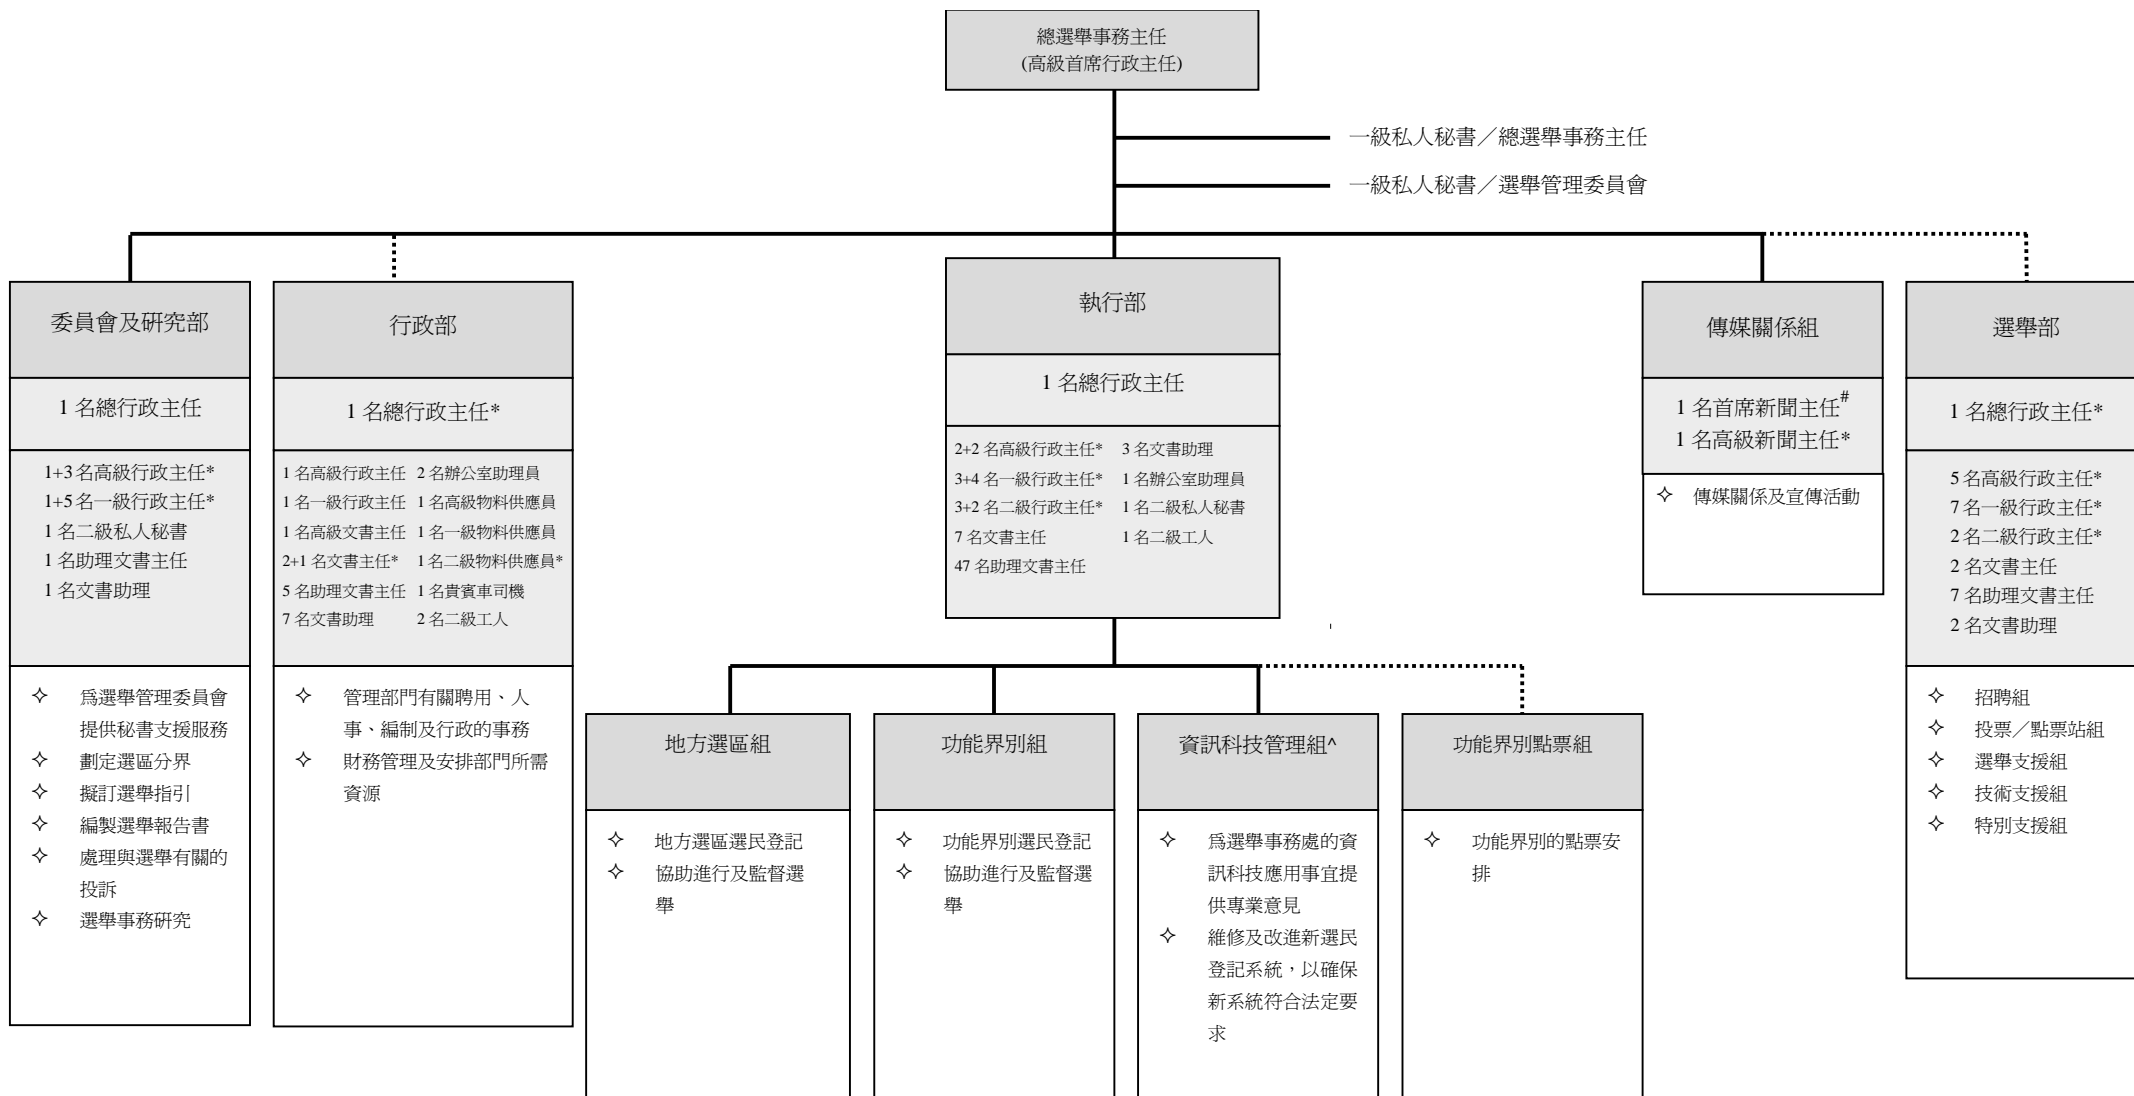 總選舉事務主任
(高級首席行政主任)
一級私人秘書／總選舉事務主任
一級私人秘書／選舉管理委員會
委員會及研究部
1 名總行政主任
1+3 名高級行政主任*
1+5 名一級行政主任*
1 名二級私人秘書
1 名助理文書主任
1 名文書助理
✧ 為選舉管理委員會
提供秘書支援服務
✧ 劃定選區分界
✧ 擬訂選舉指引
✧ 編製選舉報告書
✧ 處理與選舉有關的
投訴
✧ 選舉事務研究
行政部
1 名總行政主任*
1 名高級行政主任 2 名辦公室助理員
1 名一級行政主任 1 名高級物料供應員
1 名高級文書主任 1 名一級物料供應員
2+1 名文書主任* 1 名二級物料供應員*
5 名助理文書主任 1 名貴賓車司機
7 名文書助理 2 名二級工人
✧ 管理部門有關聘用、人
事、編制及行政的事務
✧ 財務管理及安排部門所需
資源
執行部
1 名總行政主任
2+2 名高級行政主任* 3 名文書助理
3+4 名一級行政主任* 1 名辦公室助理員
3+2 名二級行政主任* 1 名二級私人秘書
7 名文書主任 1 名二級工人
47 名助理文書主任
地方選區組
✧ 地方選區選民登記
✧ 協助進行及監督選
舉
功能界別組
✧ 功能界別選民登記
✧ 協助進行及監督選
舉
資訊科技管理組^
✧ 為選舉事務處的資
訊科技應用事宜提
供專業意見
✧ 維修及改進新選民
登記系統，以確保
新系統符合法定要
求
功能界別點票組
✧ 功能界別的點票安
排
傳媒關係組
1 名首席新聞主任#
1 名高級新聞主任*
✧ 傳媒關係及宣傳活動
選舉部
1 名總行政主任*
5 名高級行政主任*
7 名一級行政主任*
2 名二級行政主任*
2 名文書主任
7 名助理文書主任
2 名文書助理
✧ 招聘組
✧ 投票／點票站組
✧ 選舉支援組
✧ 技術支援組
✧ 特別支援組